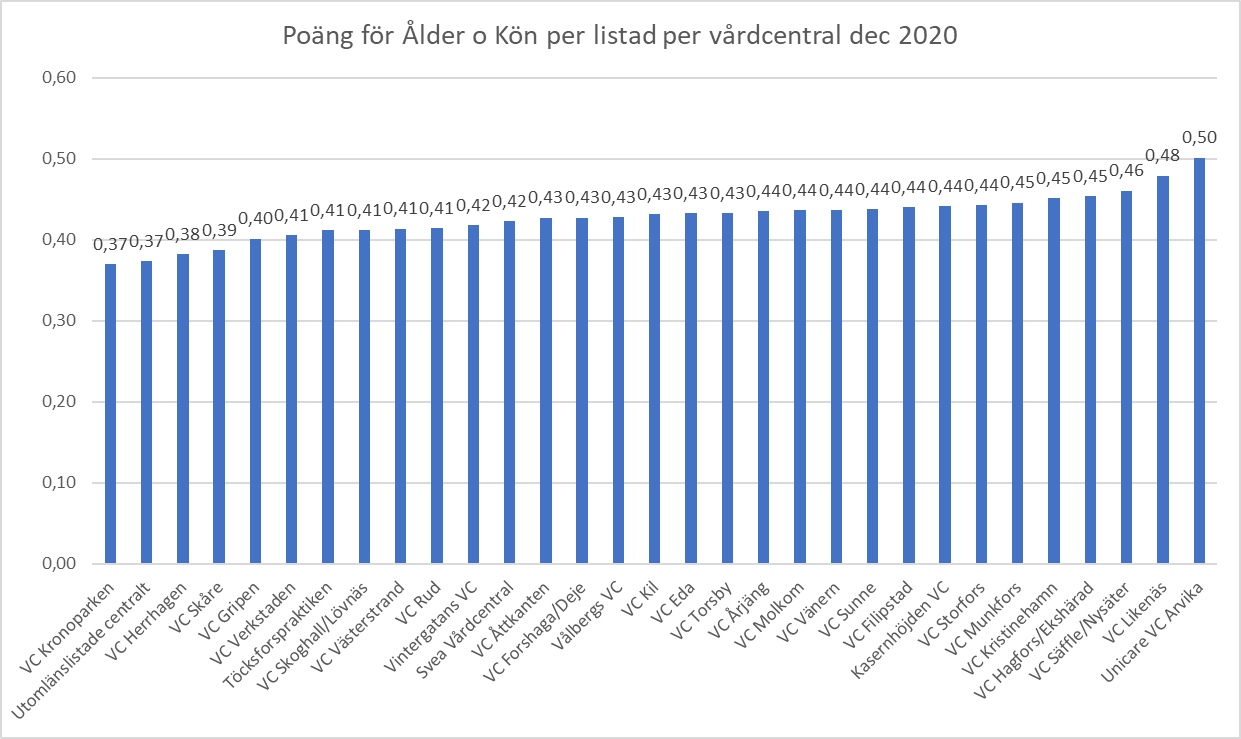 Poäng för Ålder o Kön per listad per vårdcentral dec 2020
0,60
0,50
0,40
0,30
0,20
0,10
0,00
0,37
0,37
0,38
0,39
0,40
0,41
0,41
0,41
0,41
0,41
0,42
0,42
0,43
0,43
0,43
0,43
0,43
0,43
0,44
0,44
0,44
0,44
0,44
0,44
0,44
0,45
0,45
0,45
0,46
0,48
0,50
VC Kronoparken
Utomlänslistade centralt
VC Herrhagen
VC Skåre
VC Gripen
VC Verkstaden
Töcksforspraktiken
VC Skoghall/Lövnäs
VC Västerstrand
VC Rud
Vintergatans VC
Svea Vårdcentral
VC Åttkanten
VC Forshaga/Deje
Vålbergs VC
VC Kil
VC Eda
VC Torsby
VC Årjäng
VC Molkom
VC Vänern
VC Sunne
VC Filipstad
Kasernhöjden VC
VC Storfors
VC Munkfors
VC Kristinehamn
VC Hagfors/Ekshärad
VC Säffle/Nysäter
VC Likenäs
Unicare VC Arvika